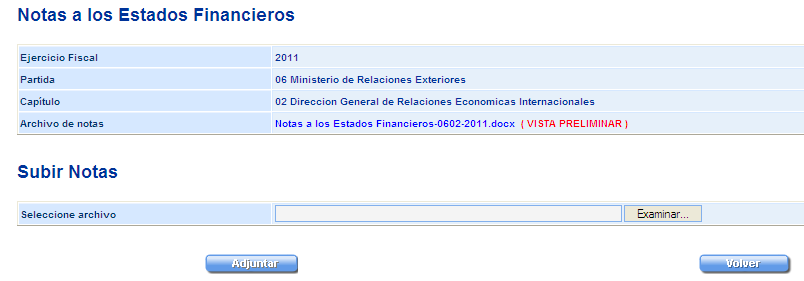 Notas a los Estados Financieros
Ejercicio Fiscal 2011
Partida 06 Ministerio de Relaciones Exteriores
Capítulo 02 Direccion General de Relaciones Economicas Internacionales
Archivo de notas Notas a los Estados Financieros-0602-2011.docx ( VISTA PRELIMINAR )
Subir Notas
Seleccione archivo Examinar...
Adjuntar Volver